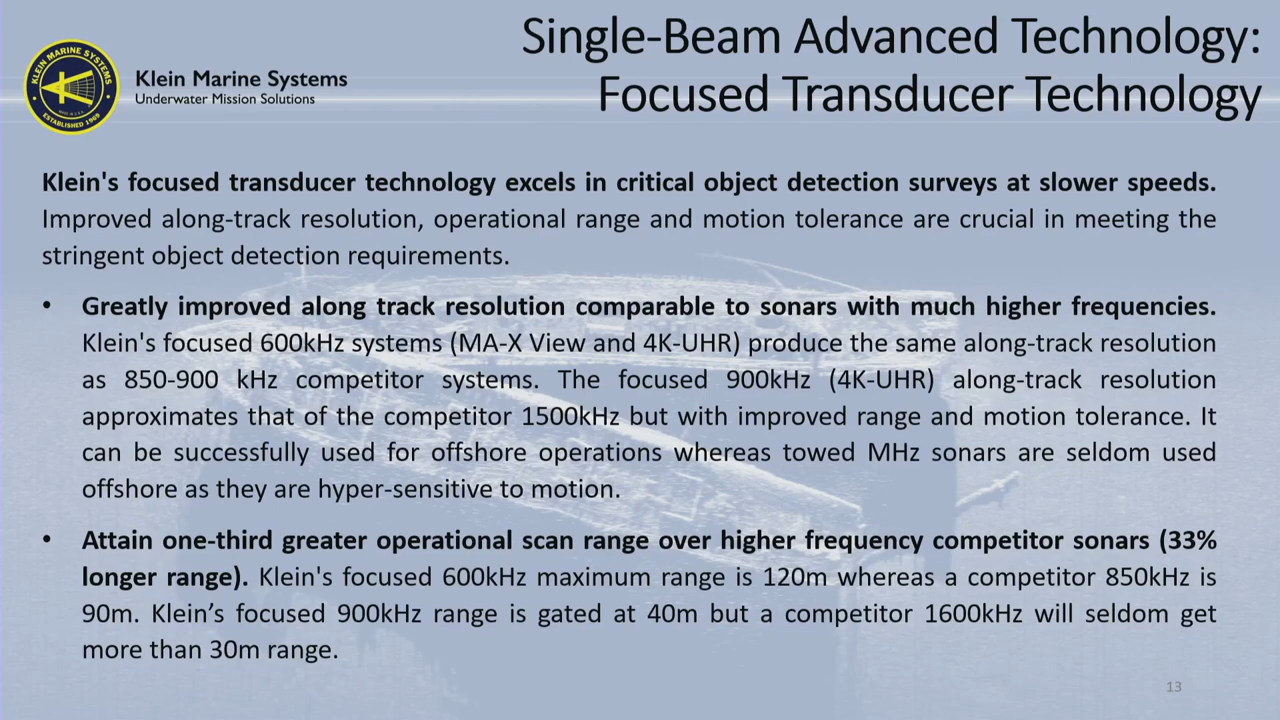 Single-Beam Advanced Technology:
Focused Transducer Technology
KLEIN MARINE SYSTEMS
ESTABLISHED 1968
Klein Marine Systems
Underwater Mission Solutions
Klein's focused transducer technology excels in critical object detection surveys at slower speeds.
Improved along-track resolution, operational range and motion tolerance are crucial in meeting the
stringent object detection requirements.
• Greatly improved along track resolution comparable to sonars with much higher frequencies.
Klein's focused 600kHz systems (MA-X View and 4K-UHR) produce the same along-track resolution
as 850-900 kHz competitor systems. The focused 900kHz (4K-UHR) along-track resolution
approximates that of the competitor 1500kHz but with improved range and motion tolerance. It
can be successfully used for offshore operations whereas towed MHz sonars are seldom used
offshore as they are hyper-sensitive to motion.
• Attain one-third greater operational scan range over higher frequency competitor sonars (33%
longer range). Klein's focused 600kHz maximum range is 120m whereas a competitor 850kHz is
90m. Klein’s focused 900kHz range is gated at 40m but a competitor 1600kHz will seldom get
more than 30m range.
13